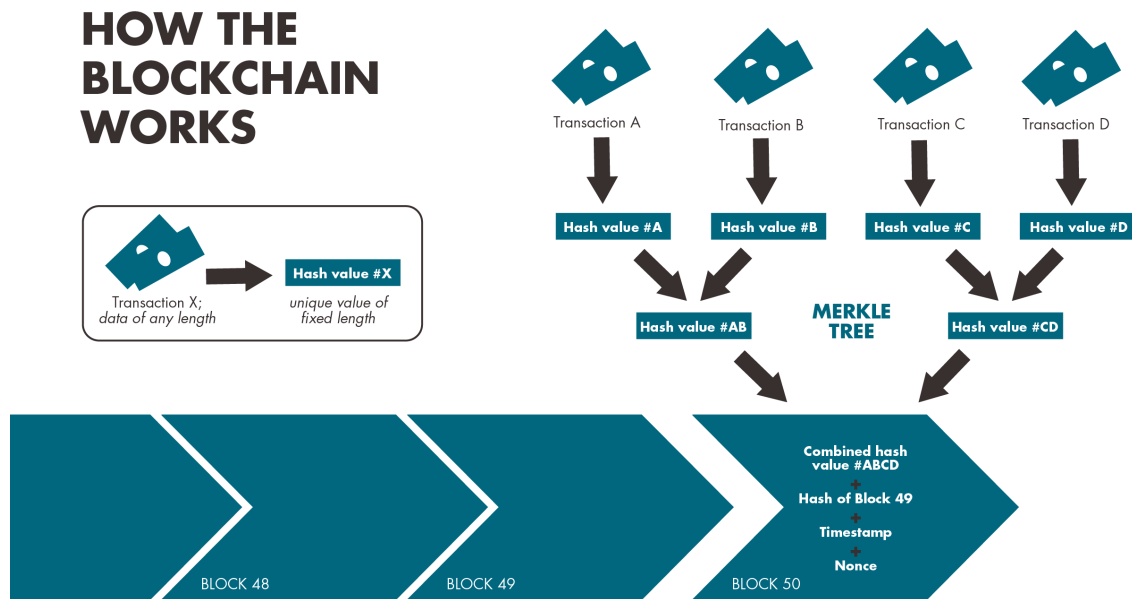 HOW THE
BLOCKCHAIN
WORKS
Transaction A
Transaction B
Transaction C
Transaction D
Hash value #A
Hash value #B
Hash value #C
Hash value #D
Transaction X;
data of any length
Hash value #X
unique value of
fixed length
Hash value #AB
MERKLE
TREE
Hash value #CD
Combined hash
value #ABCD
+
Hash of Block 49
+
Timestamp
+
Nonce
BLOCK 48
BLOCK 49
BLOCK 50